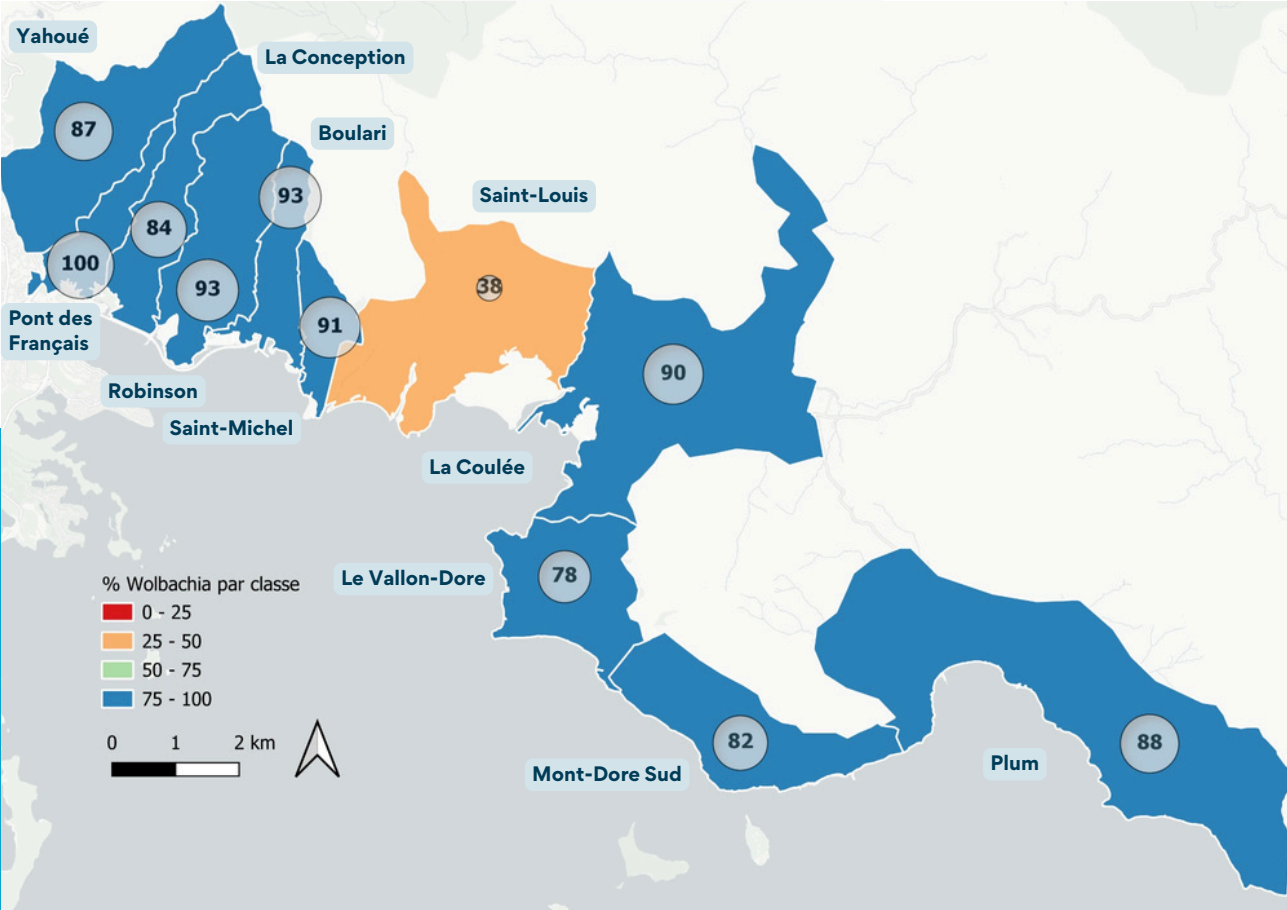 Yahoué
La Conception
87
Boulari
93
Saint-Louis
84
100
93
38
Pont des
Français
91
90
Robinson
Saint-Michel
La Coulée
Le Vallon-Dore
78
% Wolbachia par classe
0 - 25
25 - 50
50 - 75
75 - 100
0 1 2 km
82
Mont-Dore Sud
Plum
88